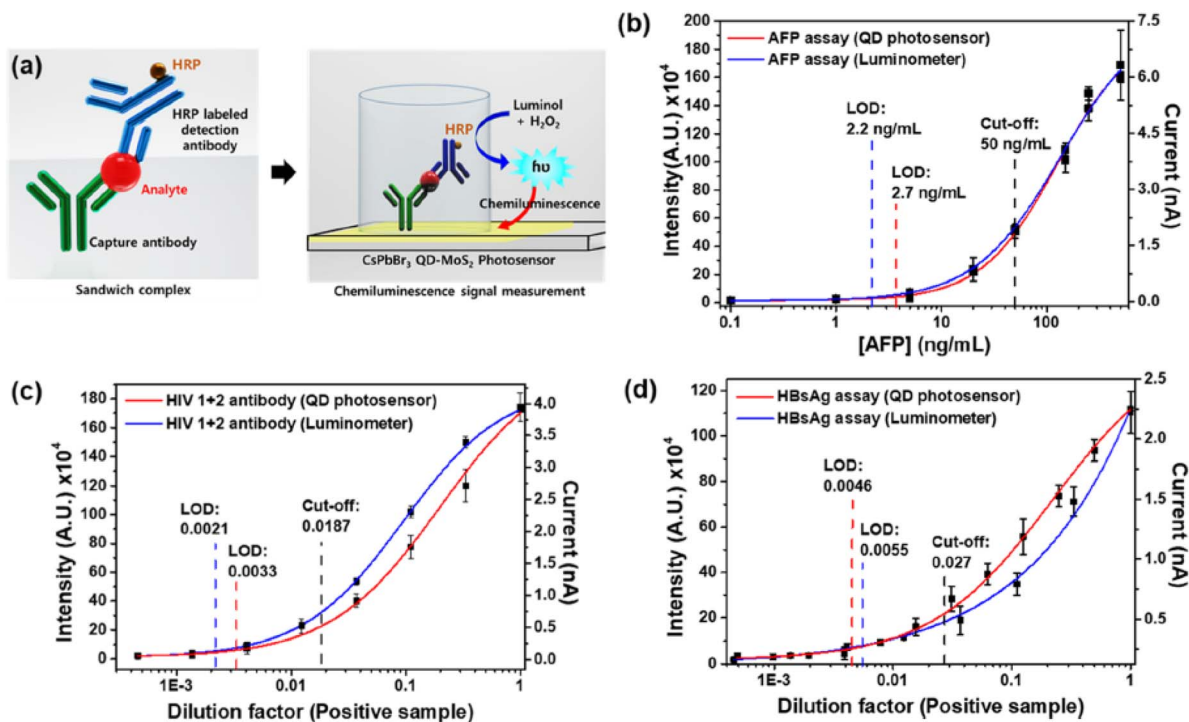 (a)
HRP
HRP labeled
detection
antibody
Analyte
Capture antibody
Sandwich complex
Luminol
+ H₂O₂
HRP
hυ
Chemiluminescence
CsPbBr₃ QD-MoS₂ Photosensor
Chemiluminescence signal measurement
(b)
AFP assay (QD photosensor)
AFP assay (Luminometer)
LOD:
2.2 ng/mL
LOD:
2.7 ng/mL
Cut-off:
50 ng/mL
Intensity(A.U.) x10⁴
160
140
120
100
80
60
40
20
0
Current (nA)
7.5
6.0
4.5
3.0
1.5
0.0
0.1
1
10
100
[AFP] (ng/mL)
(c)
HIV 1+2 antibody (QD photosensor)
HIV 1+2 antibody (Luminometer)
LOD:
0.0021
LOD:
0.0033
Cut-off:
0.0187
Intensity (A.U.) x10⁴
180
160
140
120
100
80
60
40
20
0
Current (nA)
4.0
3.5
3.0
2.5
2.0
1.5
1.0
0.5
0.0
1E-3
0.01
0.1
1
Dilution factor (Positive sample)
(d)
HBsAg assay (QD photosensor)
HBsAg assay (Luminometer)
LOD:
0.0046
LOD:
0.0055
Cut-off:
0.027
Intensity (A.U.) x10⁴
120
100
80
60
40
20
0
Current (nA)
2.5
2.0
1.5
1.0
0.5
1E-3
0.01
0.1
1
Dilution factor (Positive sample)